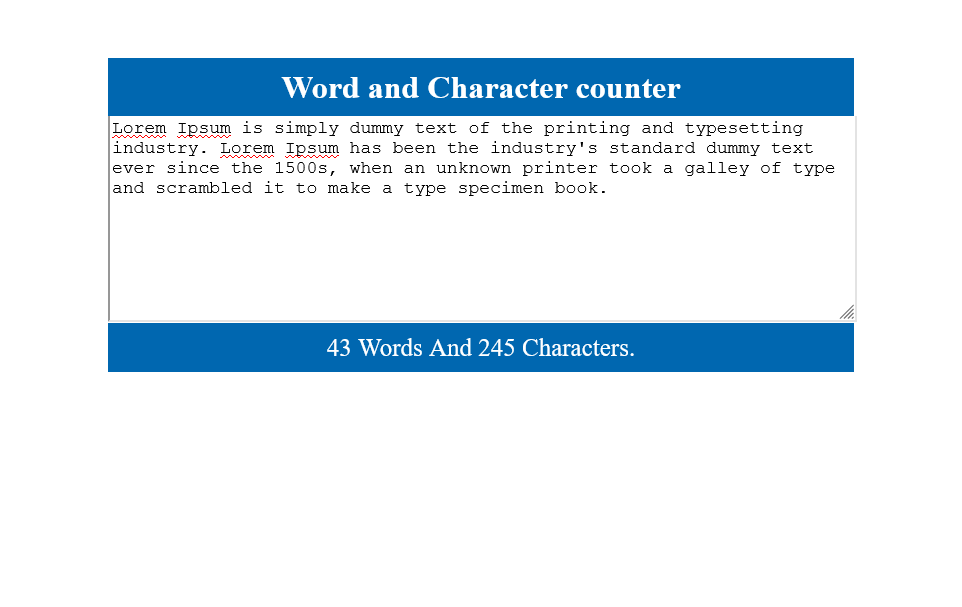 Word and Character counter
Lorem Ipsum is simply dummy text of the printing and typesetting
industry. Lorem Ipsum has been the industry's standard dummy text
ever since the 1500s, when an unknown printer took a galley of type
and scrambled it to make a type specimen book.
43 Words And 245 Characters.